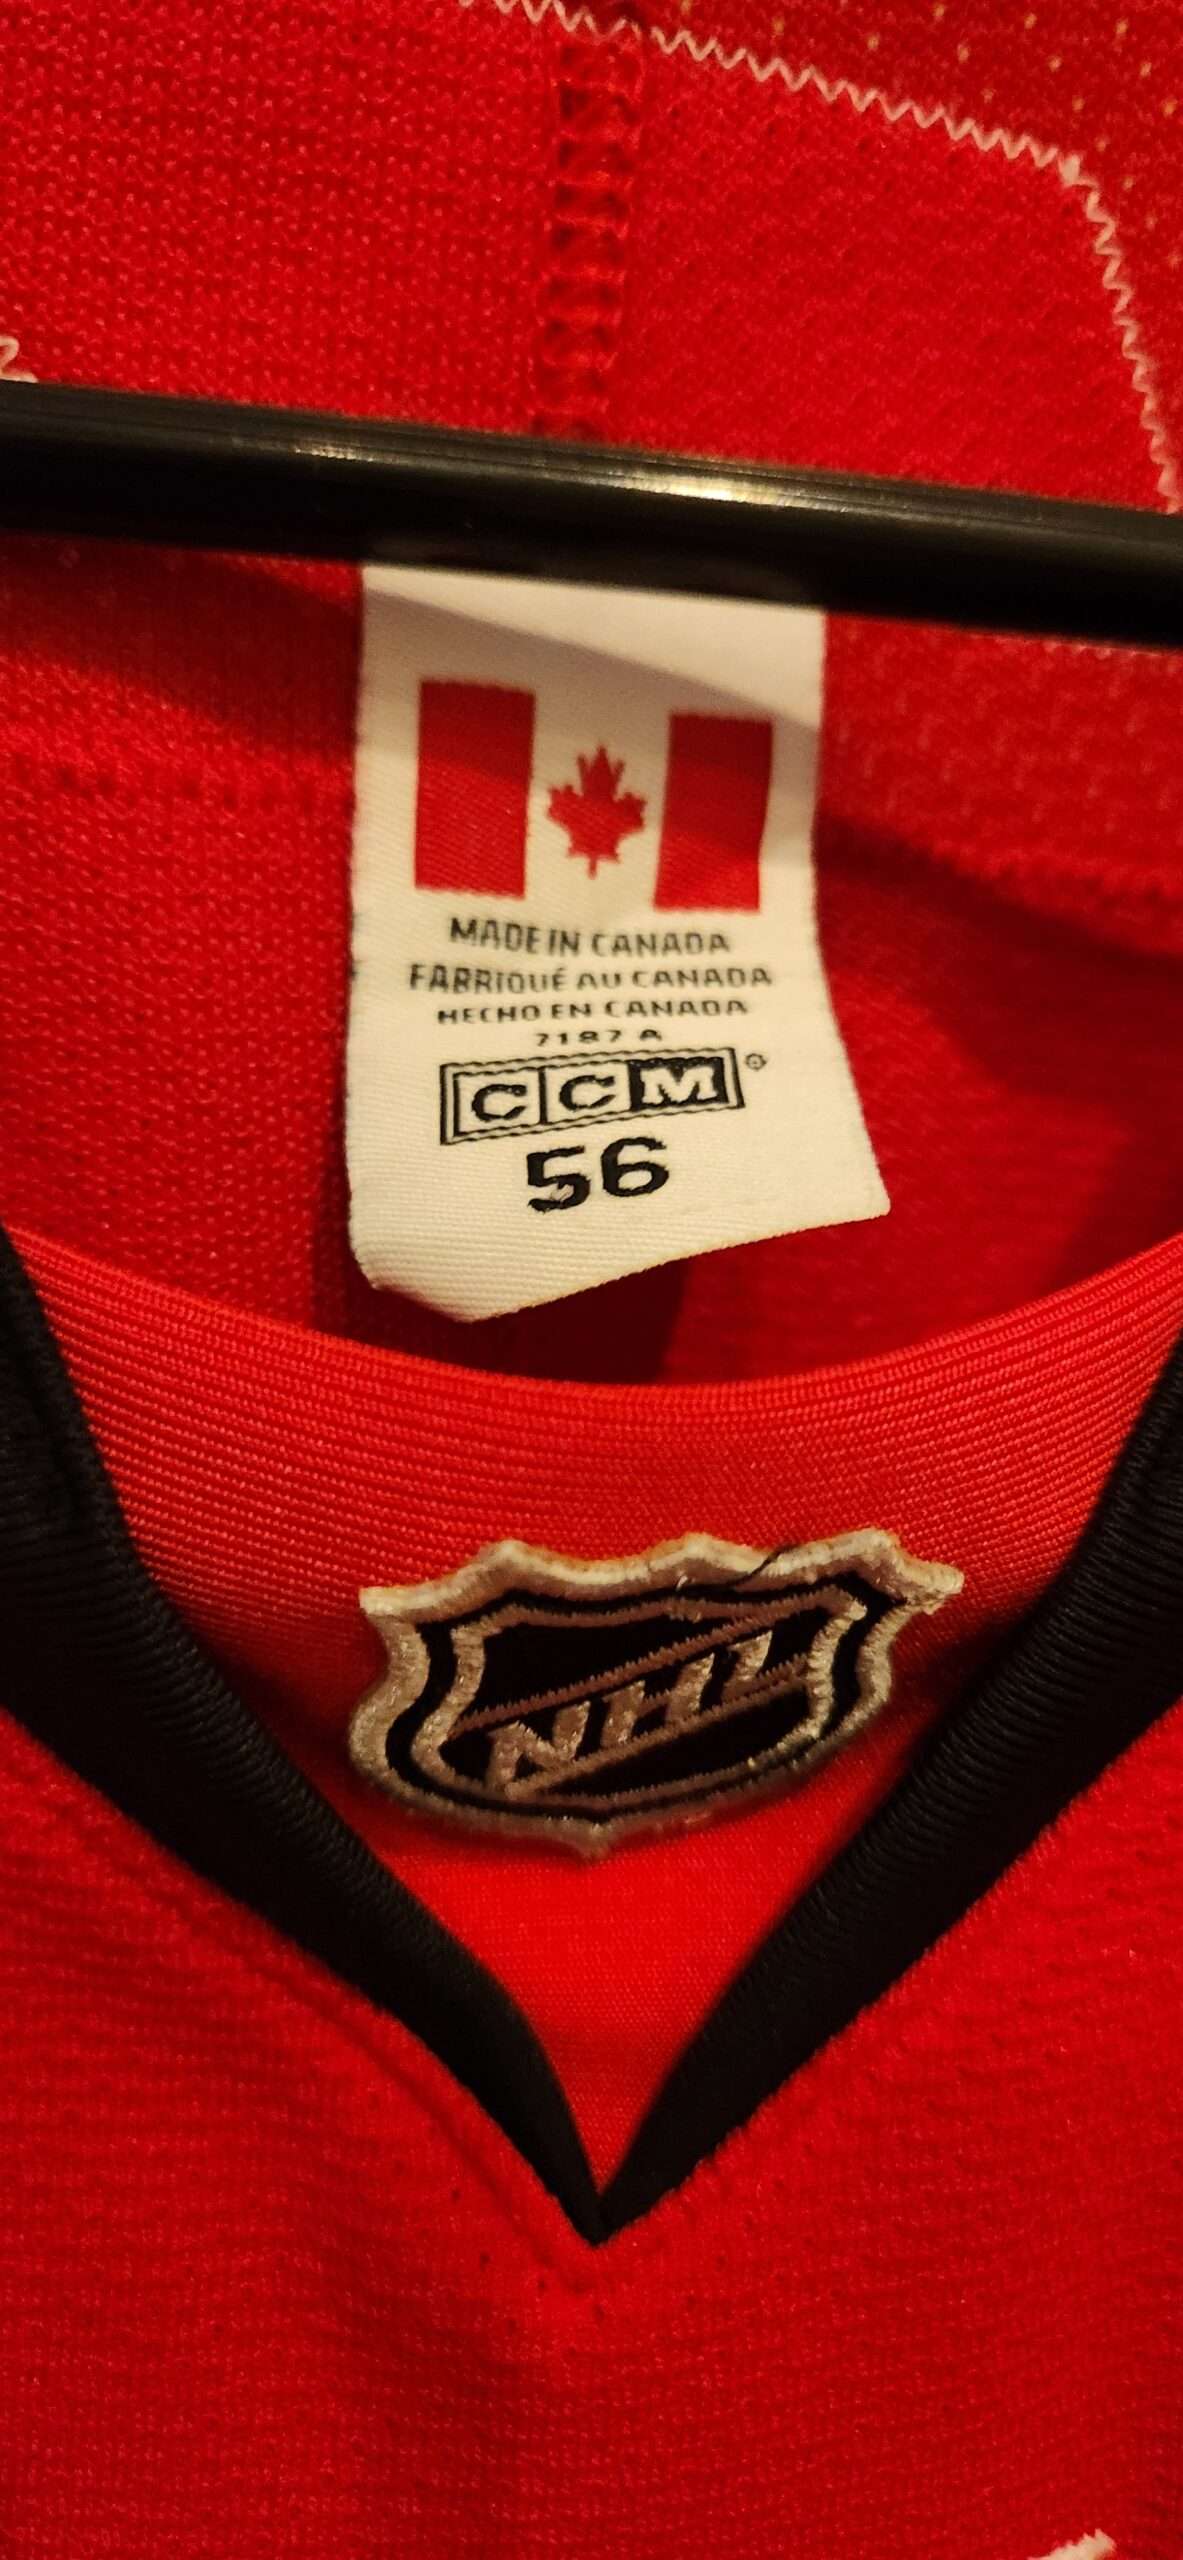 MADE IN CANADA
FABRIQUÉ AU CANADA
HECHO EN CANADA
7187 A
CCM®
56
NHL